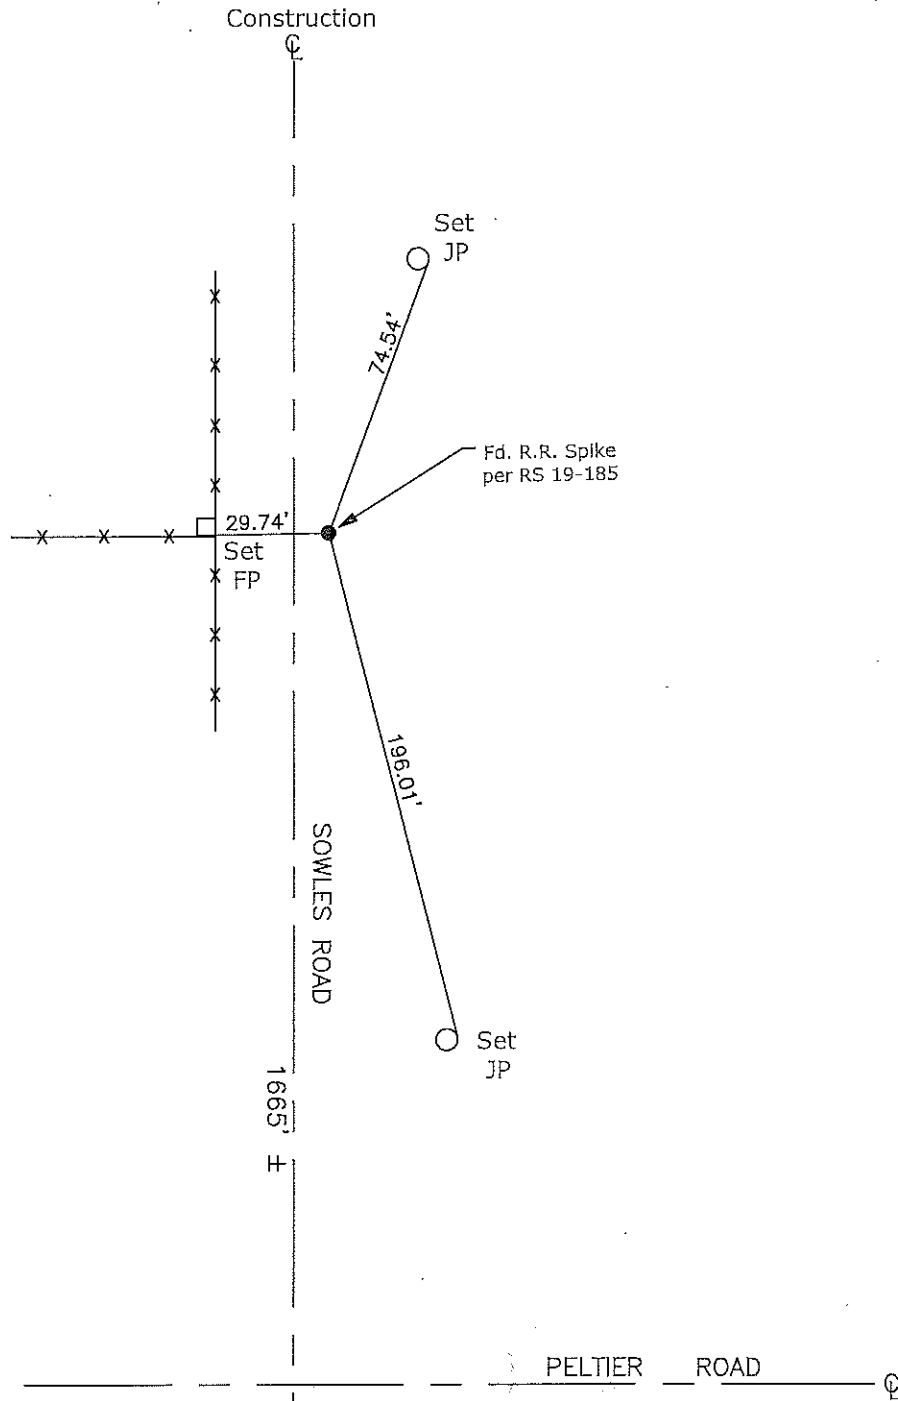 Construction
℄
Set
JP
74.54'
Fd. R.R. Spike
per RS 19-185
29.74'
Set
FP
196.01'
SOWLES ROAD
Set
JP
1665' ±
PELTIER ROAD
℄